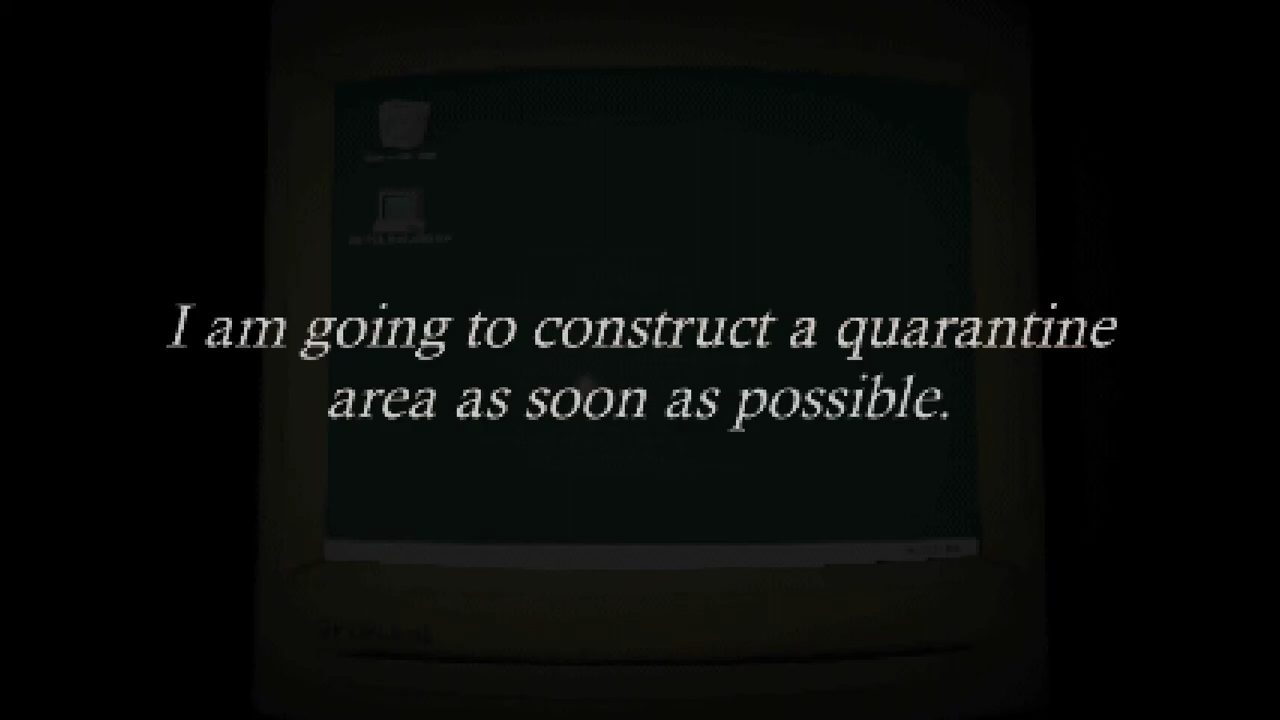 I am going to construct a quarantine
area as soon as possible.